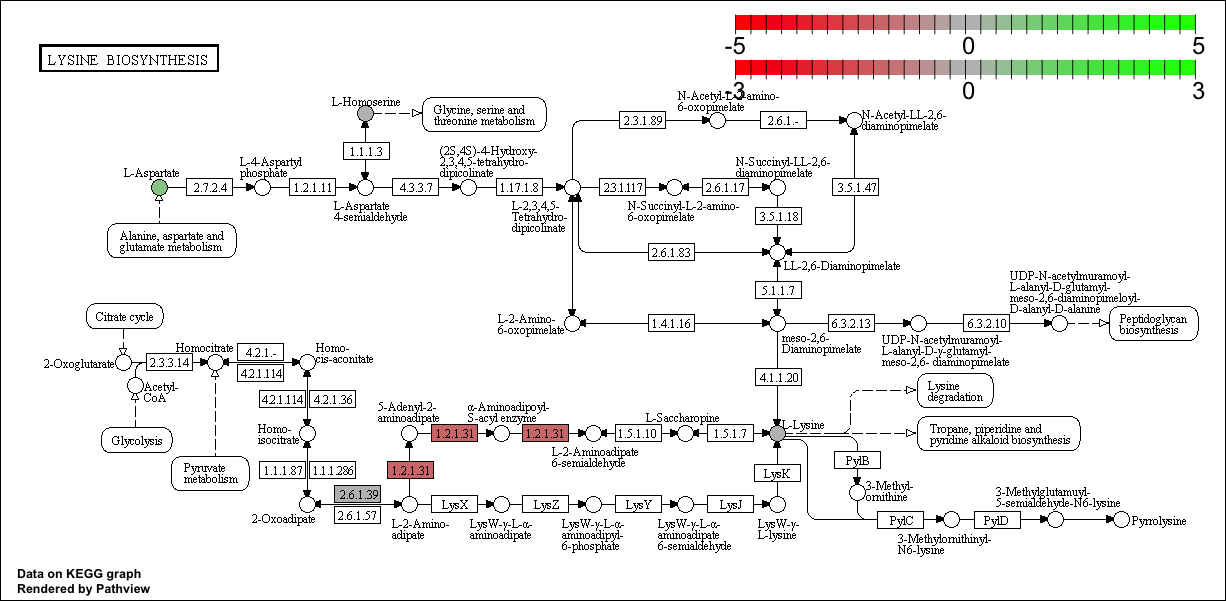 -5
0
5
-3
0
3
LYSINE BIOSYNTHESIS
L-Homoserine
Glycine, serine and
threonine metabolism
N-Acetyl-L-2-amino-
6-oxopimelate
2.3.1.89
2.6.1.-
N-Acetyl-LL-2,6-
diaminopimelate
1.1.1.3
L-Aspartate
2.7.2.4
L-4-Aspartyl
phosphate
1.2.1.11
L-Aspartate
4-semialdehyde
4.3.3.7
(2S,4S)-4-Hydroxy-
2,3,4,5-tetrahydro-
dipicolinate
1.17.1.8
L-2,3,4,5-
Tetrahydro-
dipicolinate
2.3.1.117
N-Succinyl-L-2-amino-
6-oxopimelate
2.6.1.17
N-Succinyl-LL-2,6-
diaminopimelate
3.5.1.47
3.5.1.18
Alanine, aspartate and
glutamate metabolism
2.6.1.83
LL-2,6-Diaminopimelate
5.1.1.7
L-2-Amino-
6-oxopimelate
1.4.1.16
meso-2,6-
Diaminopimelate
6.3.2.13
UDP-N-acetylmuramoyl-
L-alanyl-D-γ-glutamyl-
meso-2,6- diaminopimelate
6.3.2.10
UDP-N-acetylmuramoyl-
L-alanyl-D-glutamyl-
meso-2,6-diaminopimeloyl-
D-alanyl-D-alanine
Peptidoglycan
biosynthesis
Citrate cycle
2-Oxoglutarate
2.3.3.14
Homocitrate
4.2.1.-
4.2.1.114
Homo-
cis-aconitate
Acetyl-
CoA
Glycolysis
4.2.1.114
4.2.1.36
4.1.1.20
Lysine
degradation
Homo-
isocitrate
5-Adenyl-2-
aminoadipate
1.2.1.31
α-Aminoadipoyl-
S-acyl enzyme
1.2.1.31
L-2-Aminoadipate
6-semialdehyde
1.5.1.10
L-Saccharopine
1.5.1.7
L-Lysine
Tropane, piperidine and
pyridine alkaloid biosynthesis
Pyruvate
metabolism
1.1.1.87
1.1.1.286
1.2.1.31
PylB
LysK
2-Oxoadipate
2.6.1.39
2.6.1.57
L-2-Amino-
adipate
LysX
LysW-γ-L-α-
aminoadipate
LysZ
LysW-γ-L-α-
aminoadipyl-
6-phosphate
LysY
LysW-γ-L-α-
aminoadipate
6-semialdehyde
LysJ
LysW-γ-
L-lysine
3-Methyl-
ornithine
PylC
3-Methylornithinyl-
N6-lysine
PylD
3-Methylglutamuyl-
5-semialdehyde-N6-lysine
Pyrrolysine
Data on KEGG graph
Rendered by Pathview